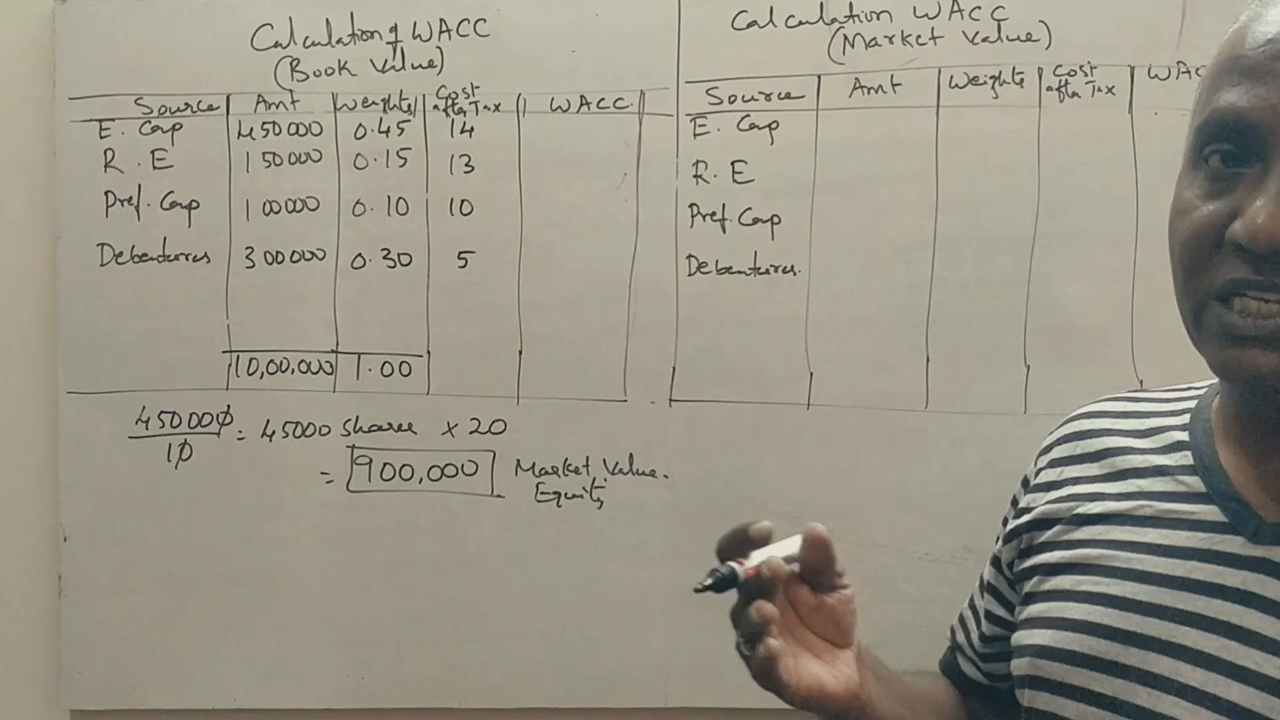 Calculation of WACC
(Book Value)
Source Amt Weights Cost after Tax WACC
E. Cap 450000 0.45 14
R.E 150000 0.15 13
Pref. Cap 100000 0.10 10
Debentures 300000 0.30 5
10,00,000 1.00
450000
10
= 45000 Shares × 20
= 900,000 Market Value.
Equity
Calculation WACC
(Market Value)
Source Amt Weights Cost after Tax WAC
E. Cap
R.E
Pref. Cap
Debentures.